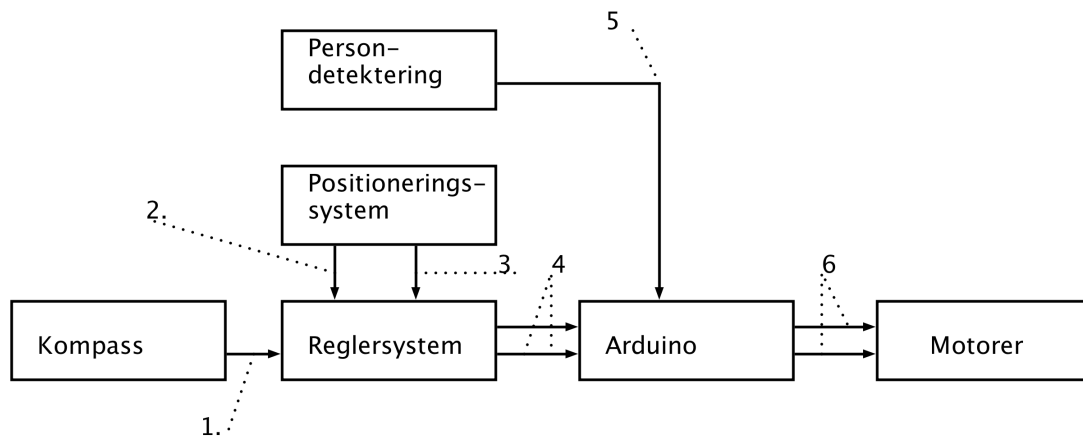 5
Person-
detektering
Positionerings-
system
2.
3
4
6
Kompass
Reglersystem
Arduino
Motorer
1.